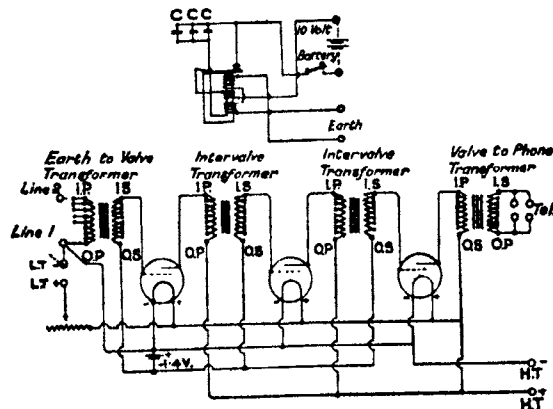 C C C
10 Volt
Battery
Earth
Earth to Valve
Transformer
Intervalve
Transformer
Intervalve
Transformer
Valve to Phone
Transformer
I.P. I.S.
I.P. I.S.
I.P. I.S
I.P. I.S
Line 2
Tel.
Line 1
O.P O.S
O.P O.S
O.P O.S
O.S O.P
L.T -
L.T +
- +
- +
- +
+
-1.4V.
H.T -
H.T +